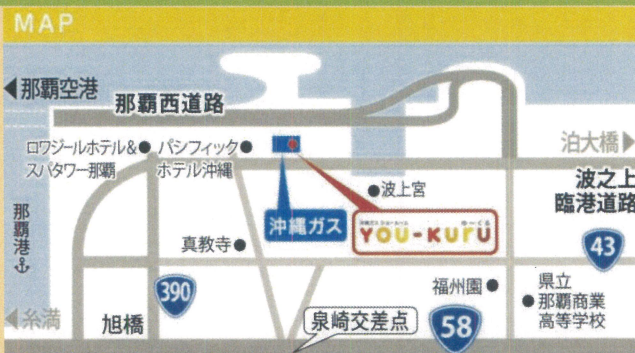 MAP
◀那覇空港
那覇西道路
ロワジールホテル&
スパタワー那覇
パシフィック
ホテル沖縄
泊大橋▶
波之上
臨港道路
波上宮
沖縄ガス
YOU-KUrU
那覇港
真教寺
43
390
福州園
県立
那覇商業
高等学校
◀糸満
旭橋
泉崎交差点
58